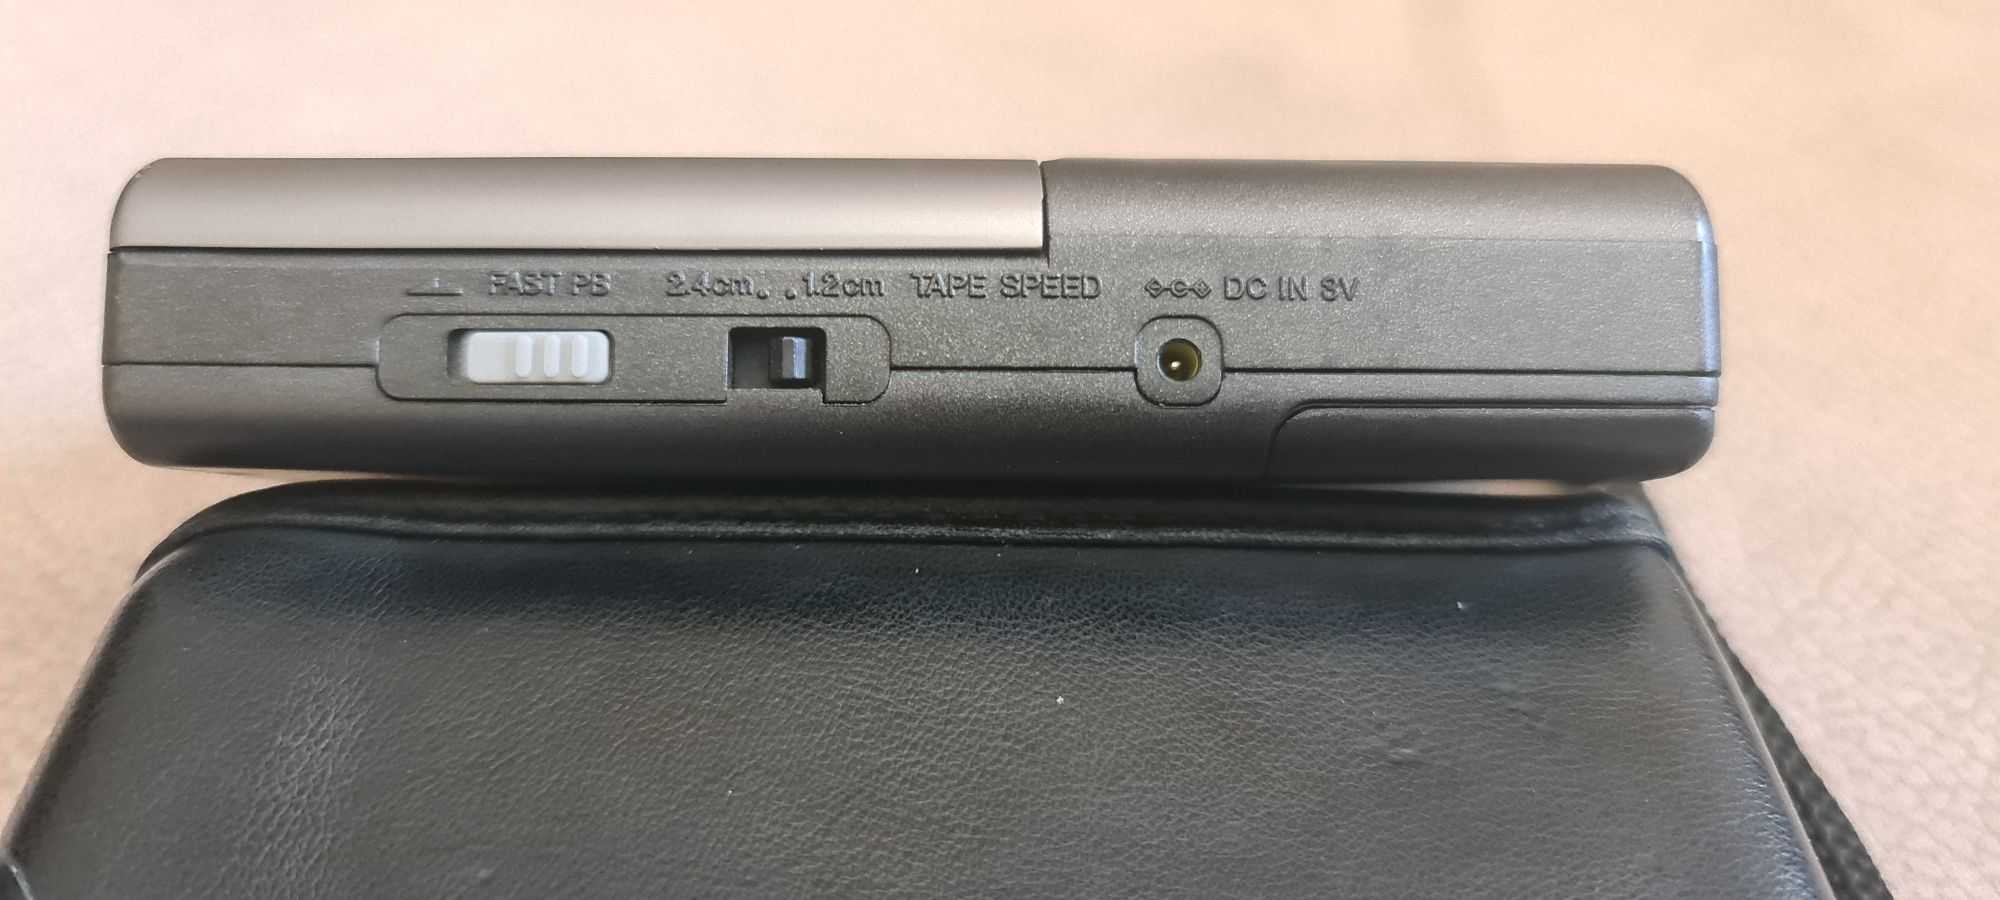 FAST PB 2.4cm 1.2cm TAPE SPEED DC IN 3V